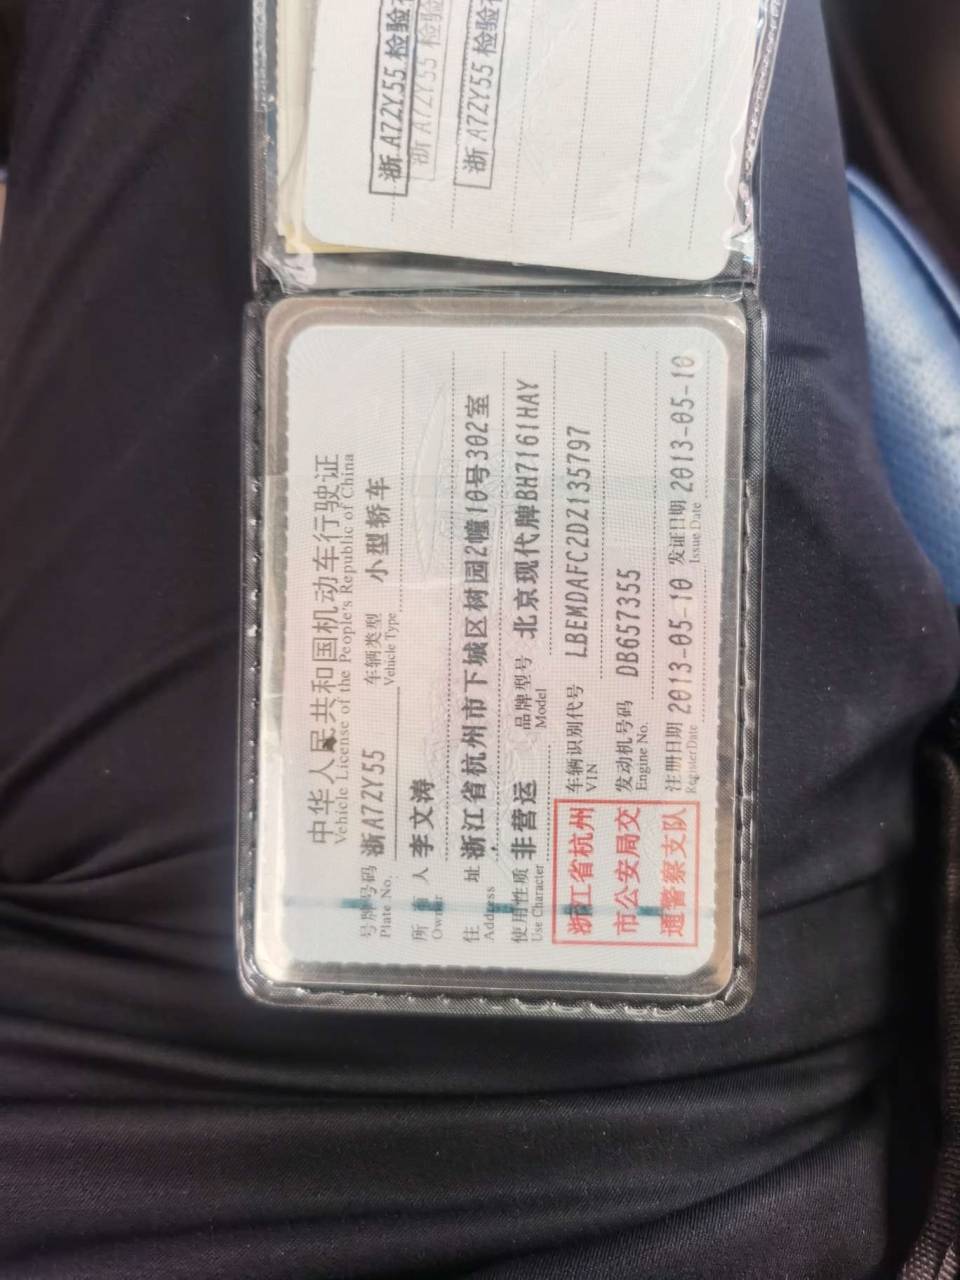 浙A72Y55 检验
浙A72Y55 检验
浙A72Y55 检验
中华人民共和国机动车行驶证
Vehicle License of the People's Republic of China
号牌号码 浙A72Y55 车辆类型 小型轿车
Plate No. Vehicle Type
所有人 李文涛
Owner
住址 浙江省杭州市下城区树园2幢10号302室
Address
使用性质 非营运 品牌型号 北京现代牌BH7161HAY
Use Character Model
浙江省杭州
市公安局交
通警察支队
车辆识别代号 LBEMDAFC2DZ135797
VIN
发动机号码 DB657355
Engine No.
注册日期 2013-05-10 发证日期 2013-05-10
Register Date Issue Date